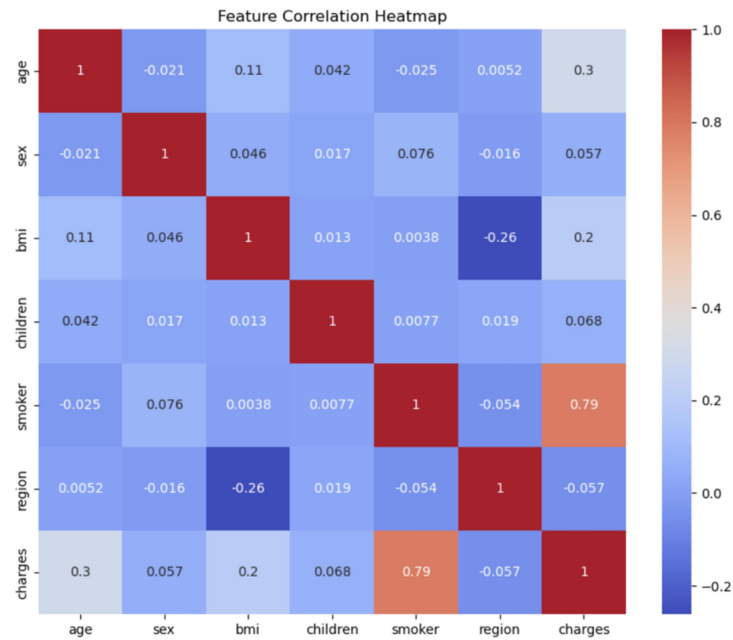 Feature Correlation Heatmap
age 1 -0.021 0.11 0.042 -0.025 0.0052 0.3
sex -0.021 1 0.046 0.017 0.076 -0.016 0.057
bmi 0.11 0.046 1 0.013 0.0038 -0.26 0.2
children 0.042 0.017 0.013 1 0.0077 0.019 0.068
smoker -0.025 0.076 0.0038 0.0077 1 -0.054 0.79
region 0.0052 -0.016 -0.26 0.019 -0.054 1 -0.057
charges 0.3 0.057 0.2 0.068 0.79 -0.057 1
age sex bmi children smoker region charges
1.0
0.8
0.6
0.4
0.2
0.0
−0.2